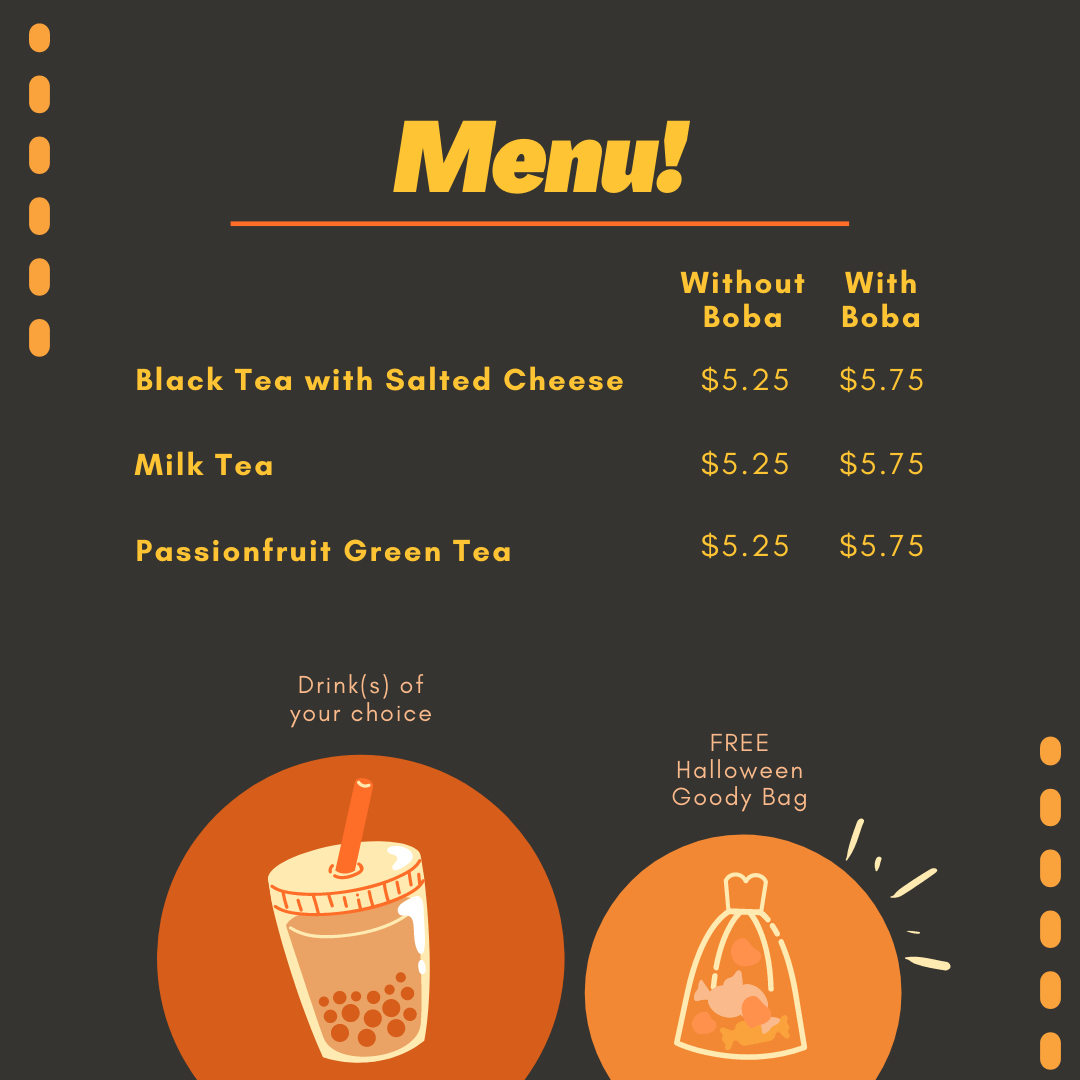 Menu!
Without With
Boba Boba
Black Tea with Salted Cheese $5.25 $5.75
Milk Tea $5.25 $5.75
Passionfruit Green Tea $5.25 $5.75
Drink(s) of
your choice
FREE
Halloween
Goody Bag